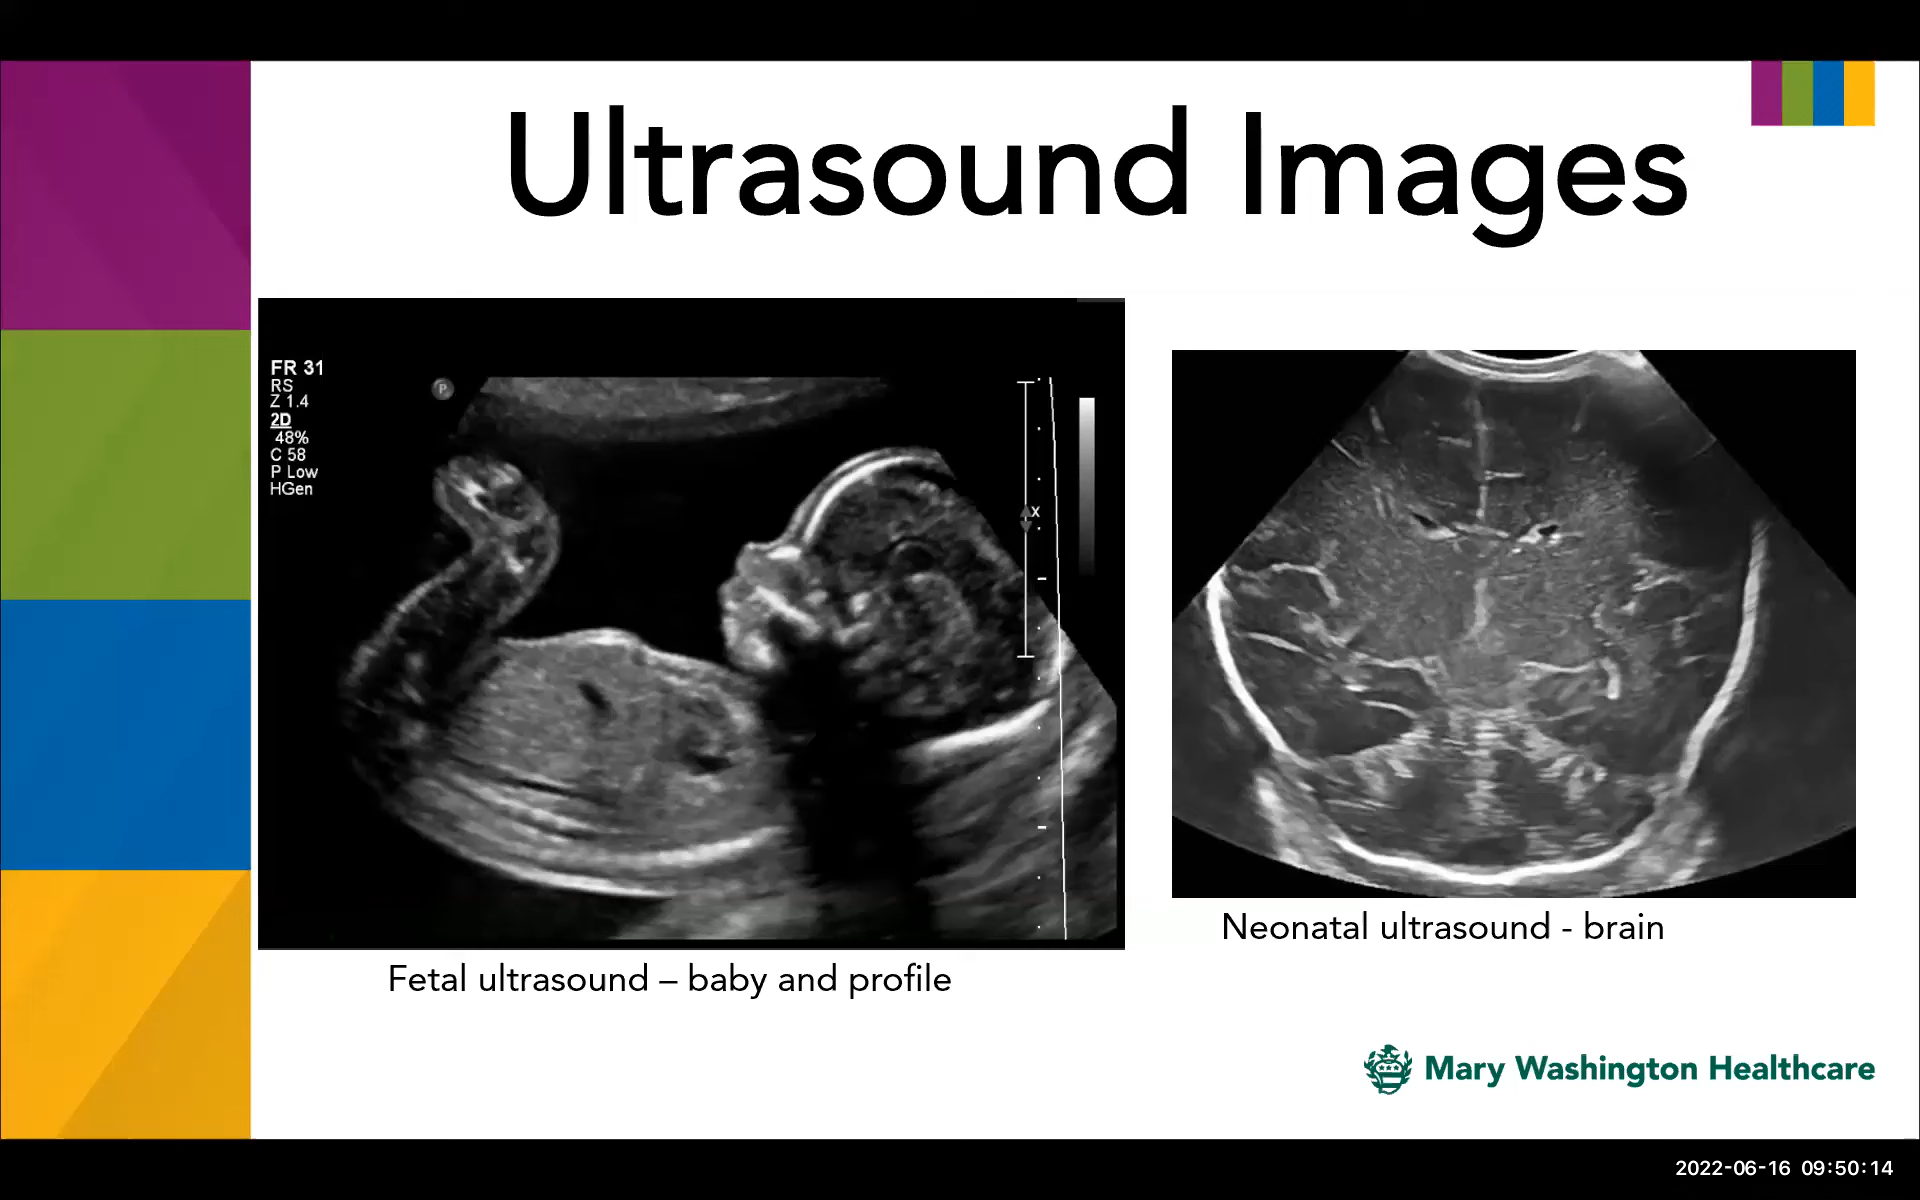 Ultrasound Images
FR 31
RS
Z 1.4
2D
48%
C 58
P Low
HGen
P
x
Fetal ultrasound – baby and profile
Neonatal ultrasound - brain
Mary Washington Healthcare
2022-06-16 09:50:14